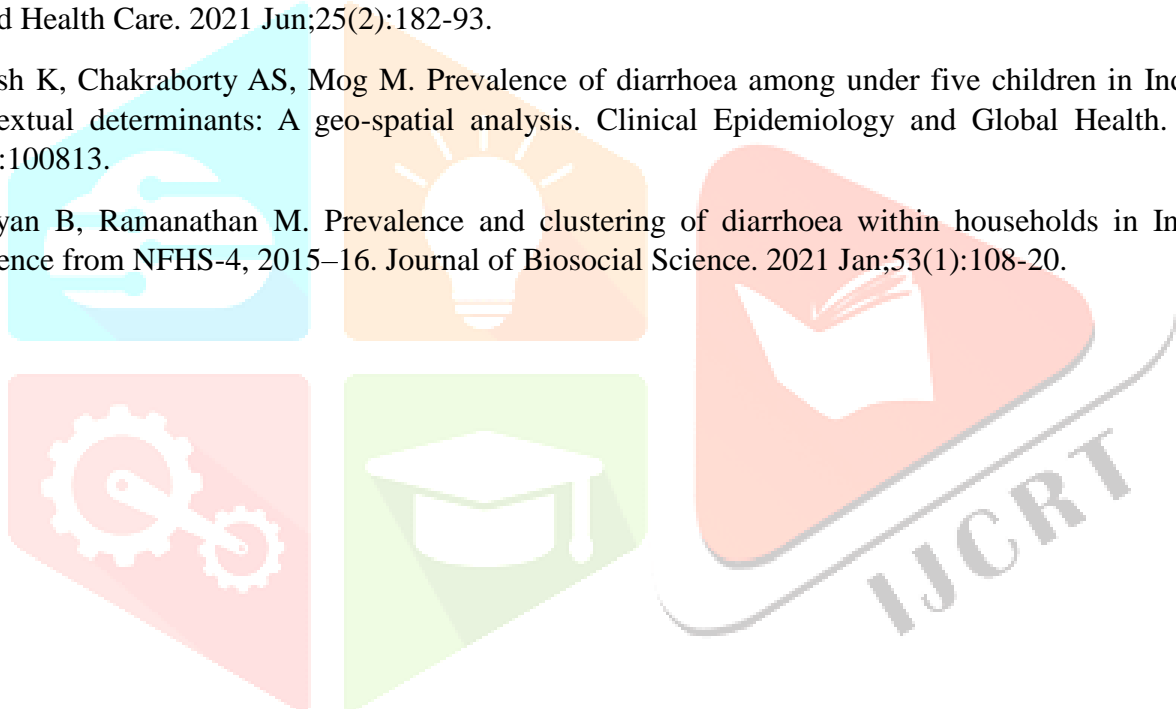 d Health Care. 2021 Jun;25(2):182-93.
sh K, Chakraborty AS, Mog M. Prevalence of diarrhoea among under five children in Inc
extual determinants: A geo-spatial analysis. Clinical Epidemiology and Global Health.
:100813.
yan B, Ramanathan M. Prevalence and clustering of diarrhoea within households in In
ence from NFHS-4, 2015–16. Journal of Biosocial Science. 2021 Jan;53(1):108-20.
IJCRT